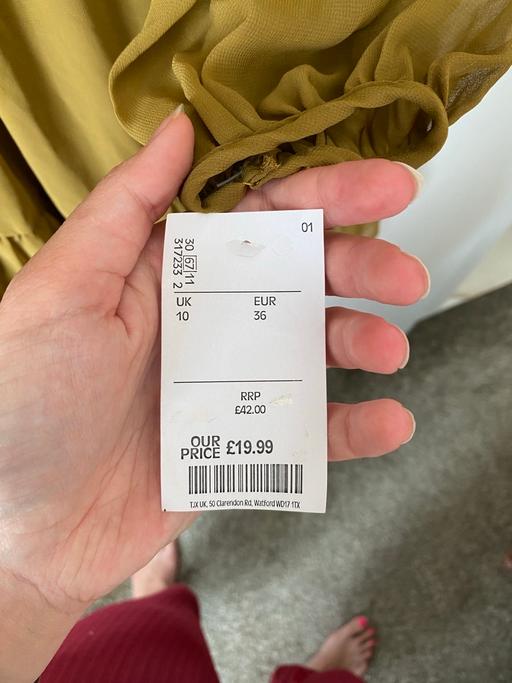 01
30 67 11
317233 2
UK EUR
10 36
RRP
£42.00
OUR
PRICE £19.99
TJX UK, 50 Clarendon Rd, Watford WD17 1TX